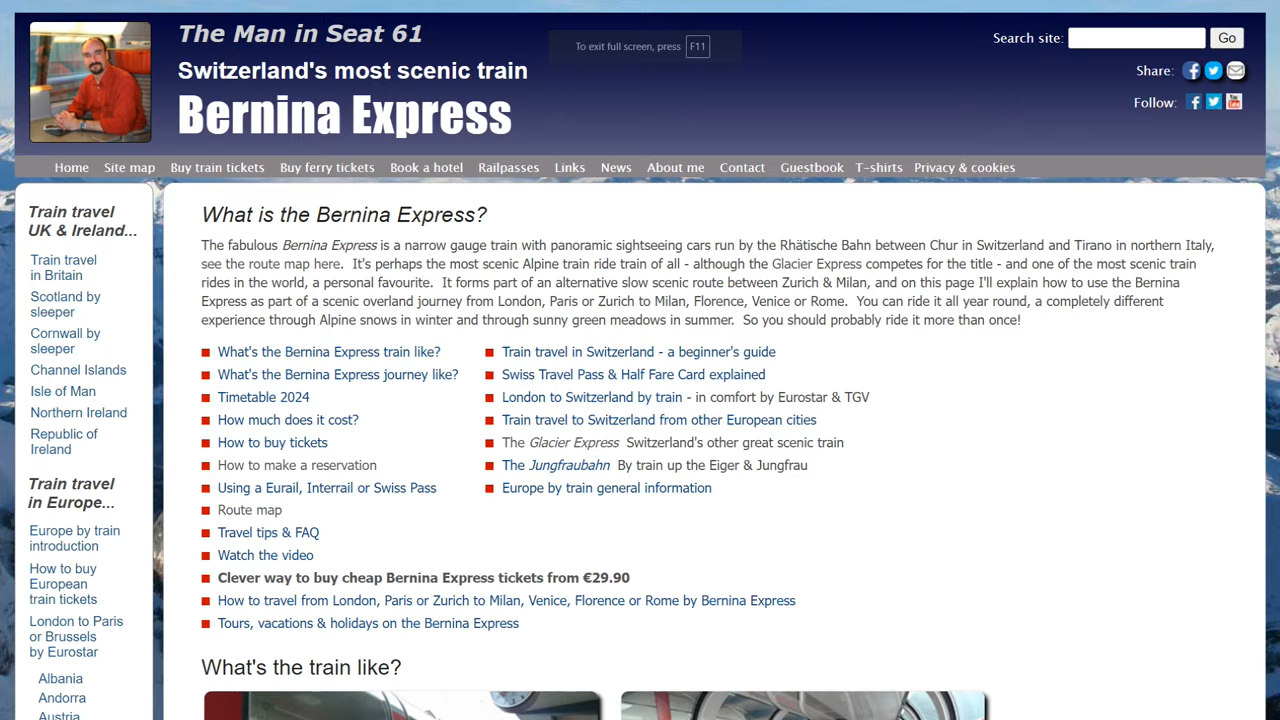 The Man in Seat 61
Switzerland's most scenic train
Bernina Express
To exit full screen, press F11
Search site: Go
Share:
Follow:
Home Site map Buy train tickets Buy ferry tickets Book a hotel Railpasses Links News About me Contact Guestbook T-shirts Privacy & cookies
Train travel
UK & Ireland...
Train travel
in Britain
Scotland by
sleeper
Cornwall by
sleeper
Channel Islands
Isle of Man
Northern Ireland
Republic of
Ireland
Train travel
in Europe...
Europe by train
introduction
How to buy
European
train tickets
London to Paris
or Brussels
by Eurostar
Albania
Andorra
Austria
What is the Bernina Express?
The fabulous Bernina Express is a narrow gauge train with panoramic sightseeing cars run by the Rhätische Bahn between Chur in Switzerland and Tirano in northern Italy,
see the route map here. It's perhaps the most scenic Alpine train ride train of all - although the Glacier Express competes for the title - and one of the most scenic train
rides in the world, a personal favourite. It forms part of an alternative slow scenic route between Zurich & Milan, and on this page I'll explain how to use the Bernina
Express as part of a scenic overland journey from London, Paris or Zurich to Milan, Florence, Venice or Rome. You can ride it all year round, a completely different
experience through Alpine snows in winter and through sunny green meadows in summer. So you should probably ride it more than once!
What's the Bernina Express train like?
What's the Bernina Express journey like?
Timetable 2024
How much does it cost?
How to buy tickets
How to make a reservation
Using a Eurail, Interrail or Swiss Pass
Route map
Travel tips & FAQ
Watch the video
Clever way to buy cheap Bernina Express tickets from €29.90
How to travel from London, Paris or Zurich to Milan, Venice, Florence or Rome by Bernina Express
Tours, vacations & holidays on the Bernina Express
Train travel in Switzerland - a beginner's guide
Swiss Travel Pass & Half Fare Card explained
London to Switzerland by train - in comfort by Eurostar & TGV
Train travel to Switzerland from other European cities
The Glacier Express Switzerland's other great scenic train
The Jungfraubahn By train up the Eiger & Jungfrau
Europe by train general information
What's the train like?